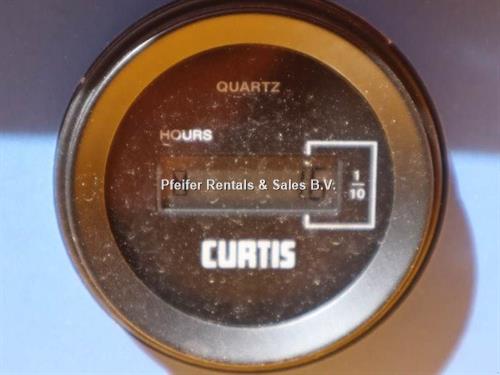 QUARTZ
HOURS
Pfeifer Rentals & Sales B.V.
1
10
CURTIS